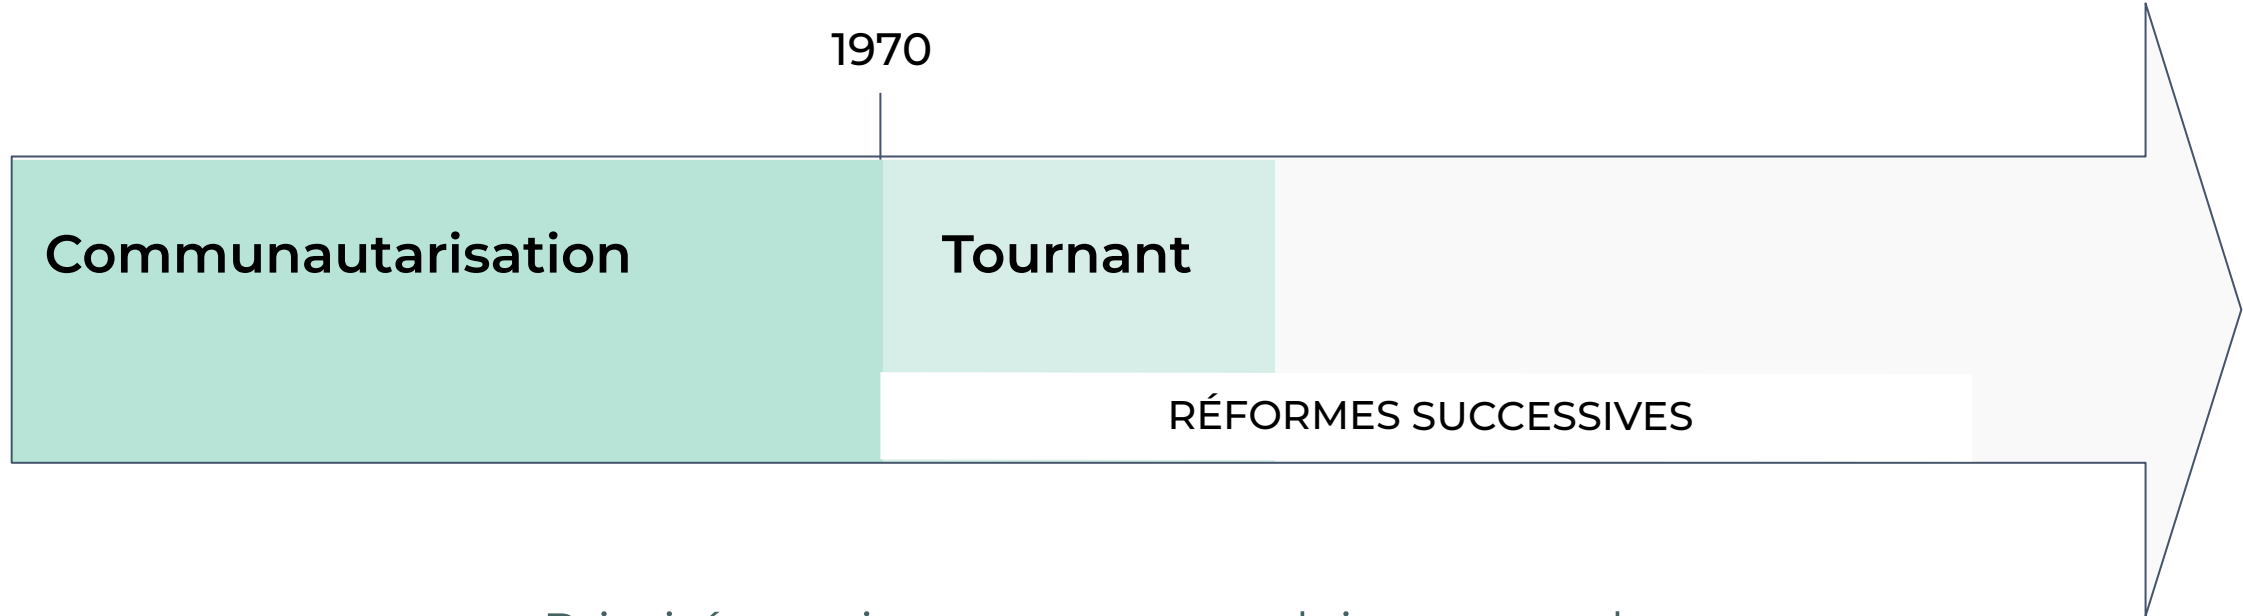 1970
Communautarisation
Tournant
RÉFORMES SUCCESSIVES